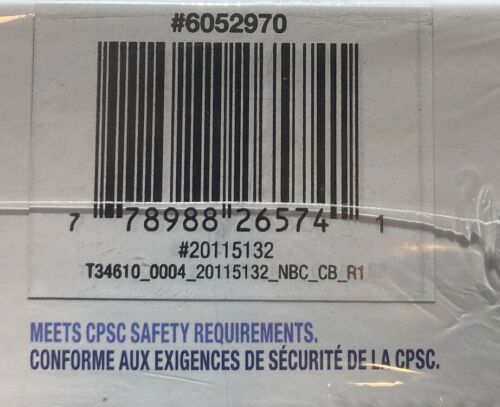 #6052970
7 78988 26574 1
#20115132
T34610_0004_20115132_NBC_CB_R1
MEETS CPSC SAFETY REQUIREMENTS.
CONFORME AUX EXIGENCES DE SÉCURITÉ DE LA CPSC.